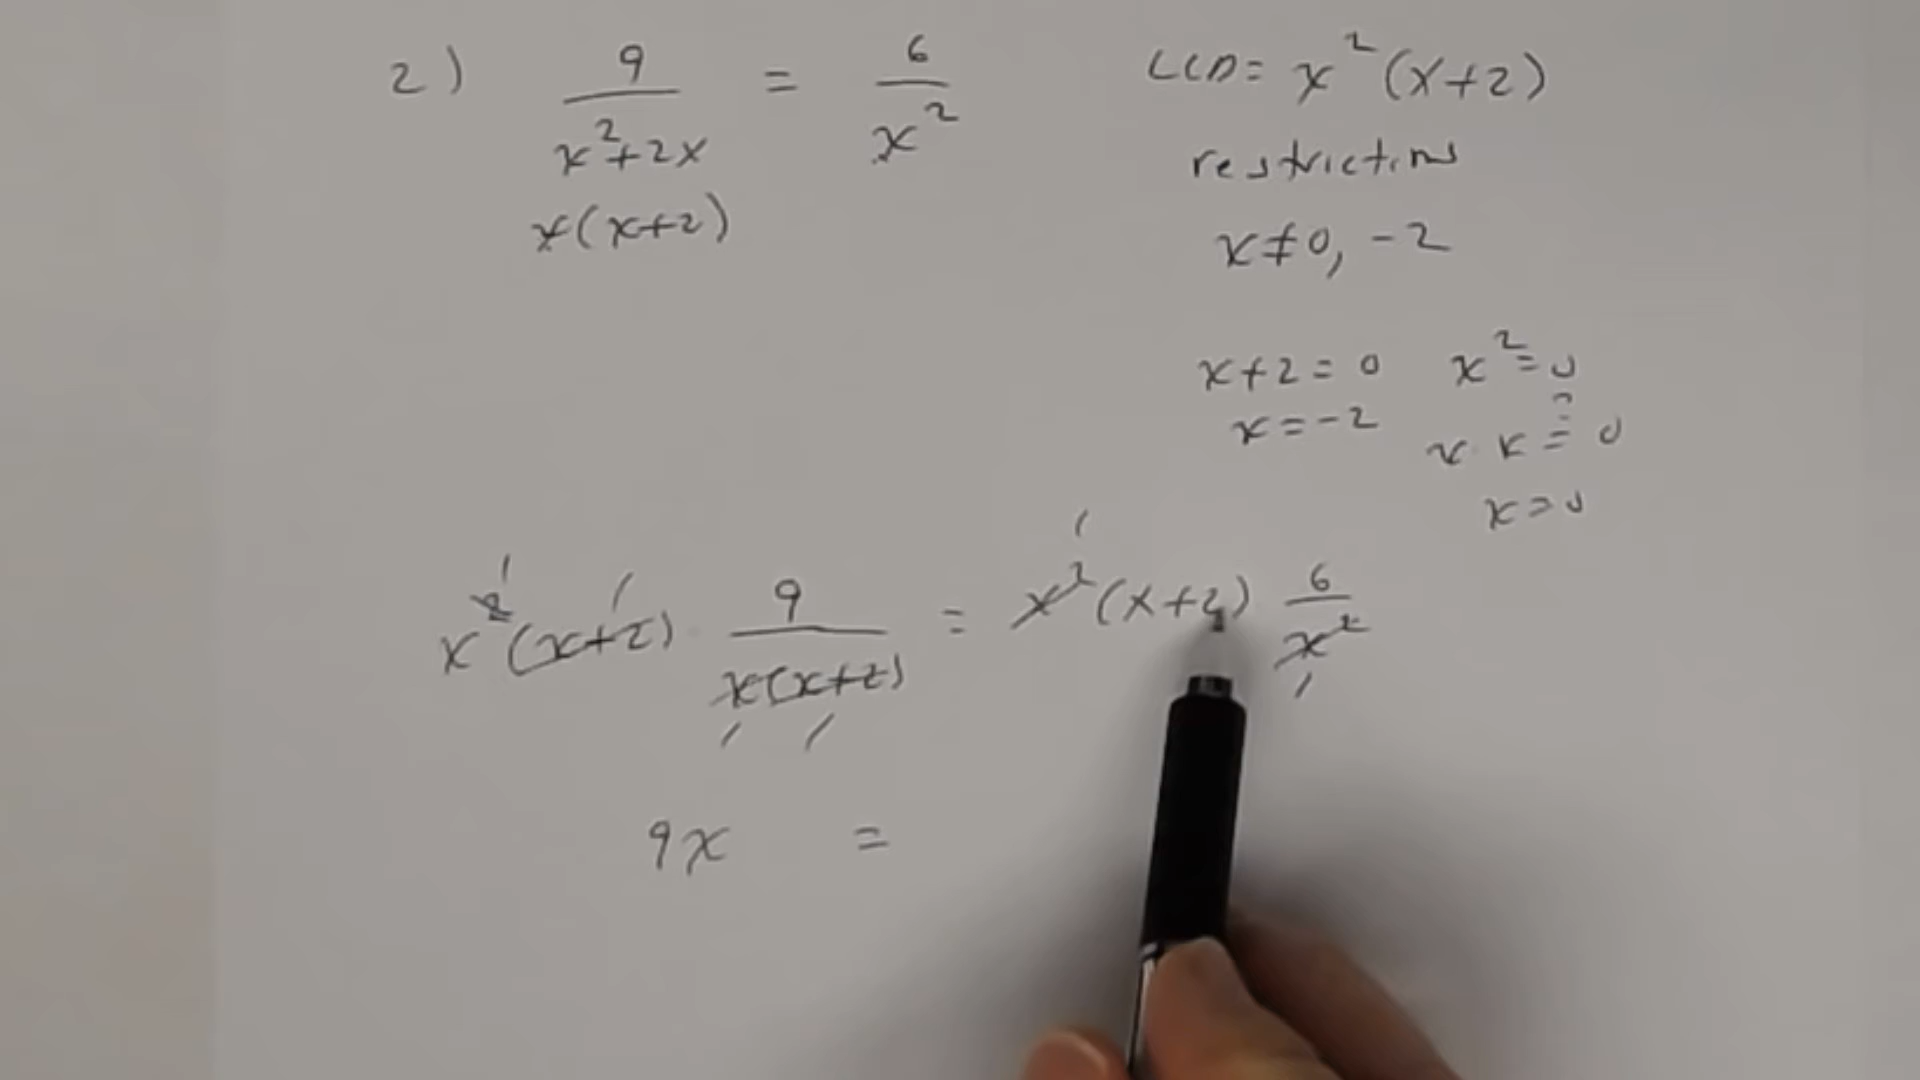 2) 9/(x²+2x) = 6/x²
x(x+2)
LCD = x²(x+2)
restrictions
x≠0, -2
x+2=0 x²=0
x=-2 x·x=0
x=0
x²(x+2) · 9/(x(x+2)) = x²(x+2) 6/x²
9x =